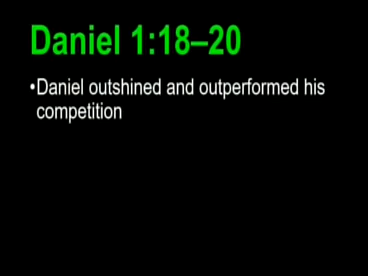 Daniel 1:18–20
•Daniel outshined and outperformed his
competition